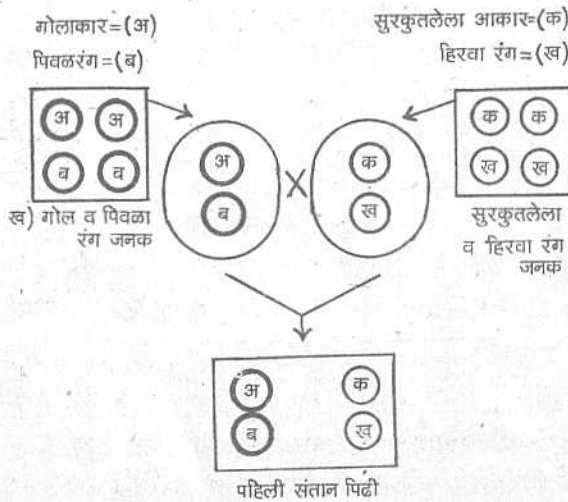 गोलाकार=(अ)
पिवळरंग=(ब)
सुरकुतलेला आकार=(क)
हिरवा रंग=(ख)
अ अ
ब ब
अ
ब
X
क
ख
क क
ख ख
ख) गोल व पिवळा
रंग जनक
सुरकुतलेला
व हिरवा रंग
जनक
अ क
ब ख
पहिली संतान पिढी